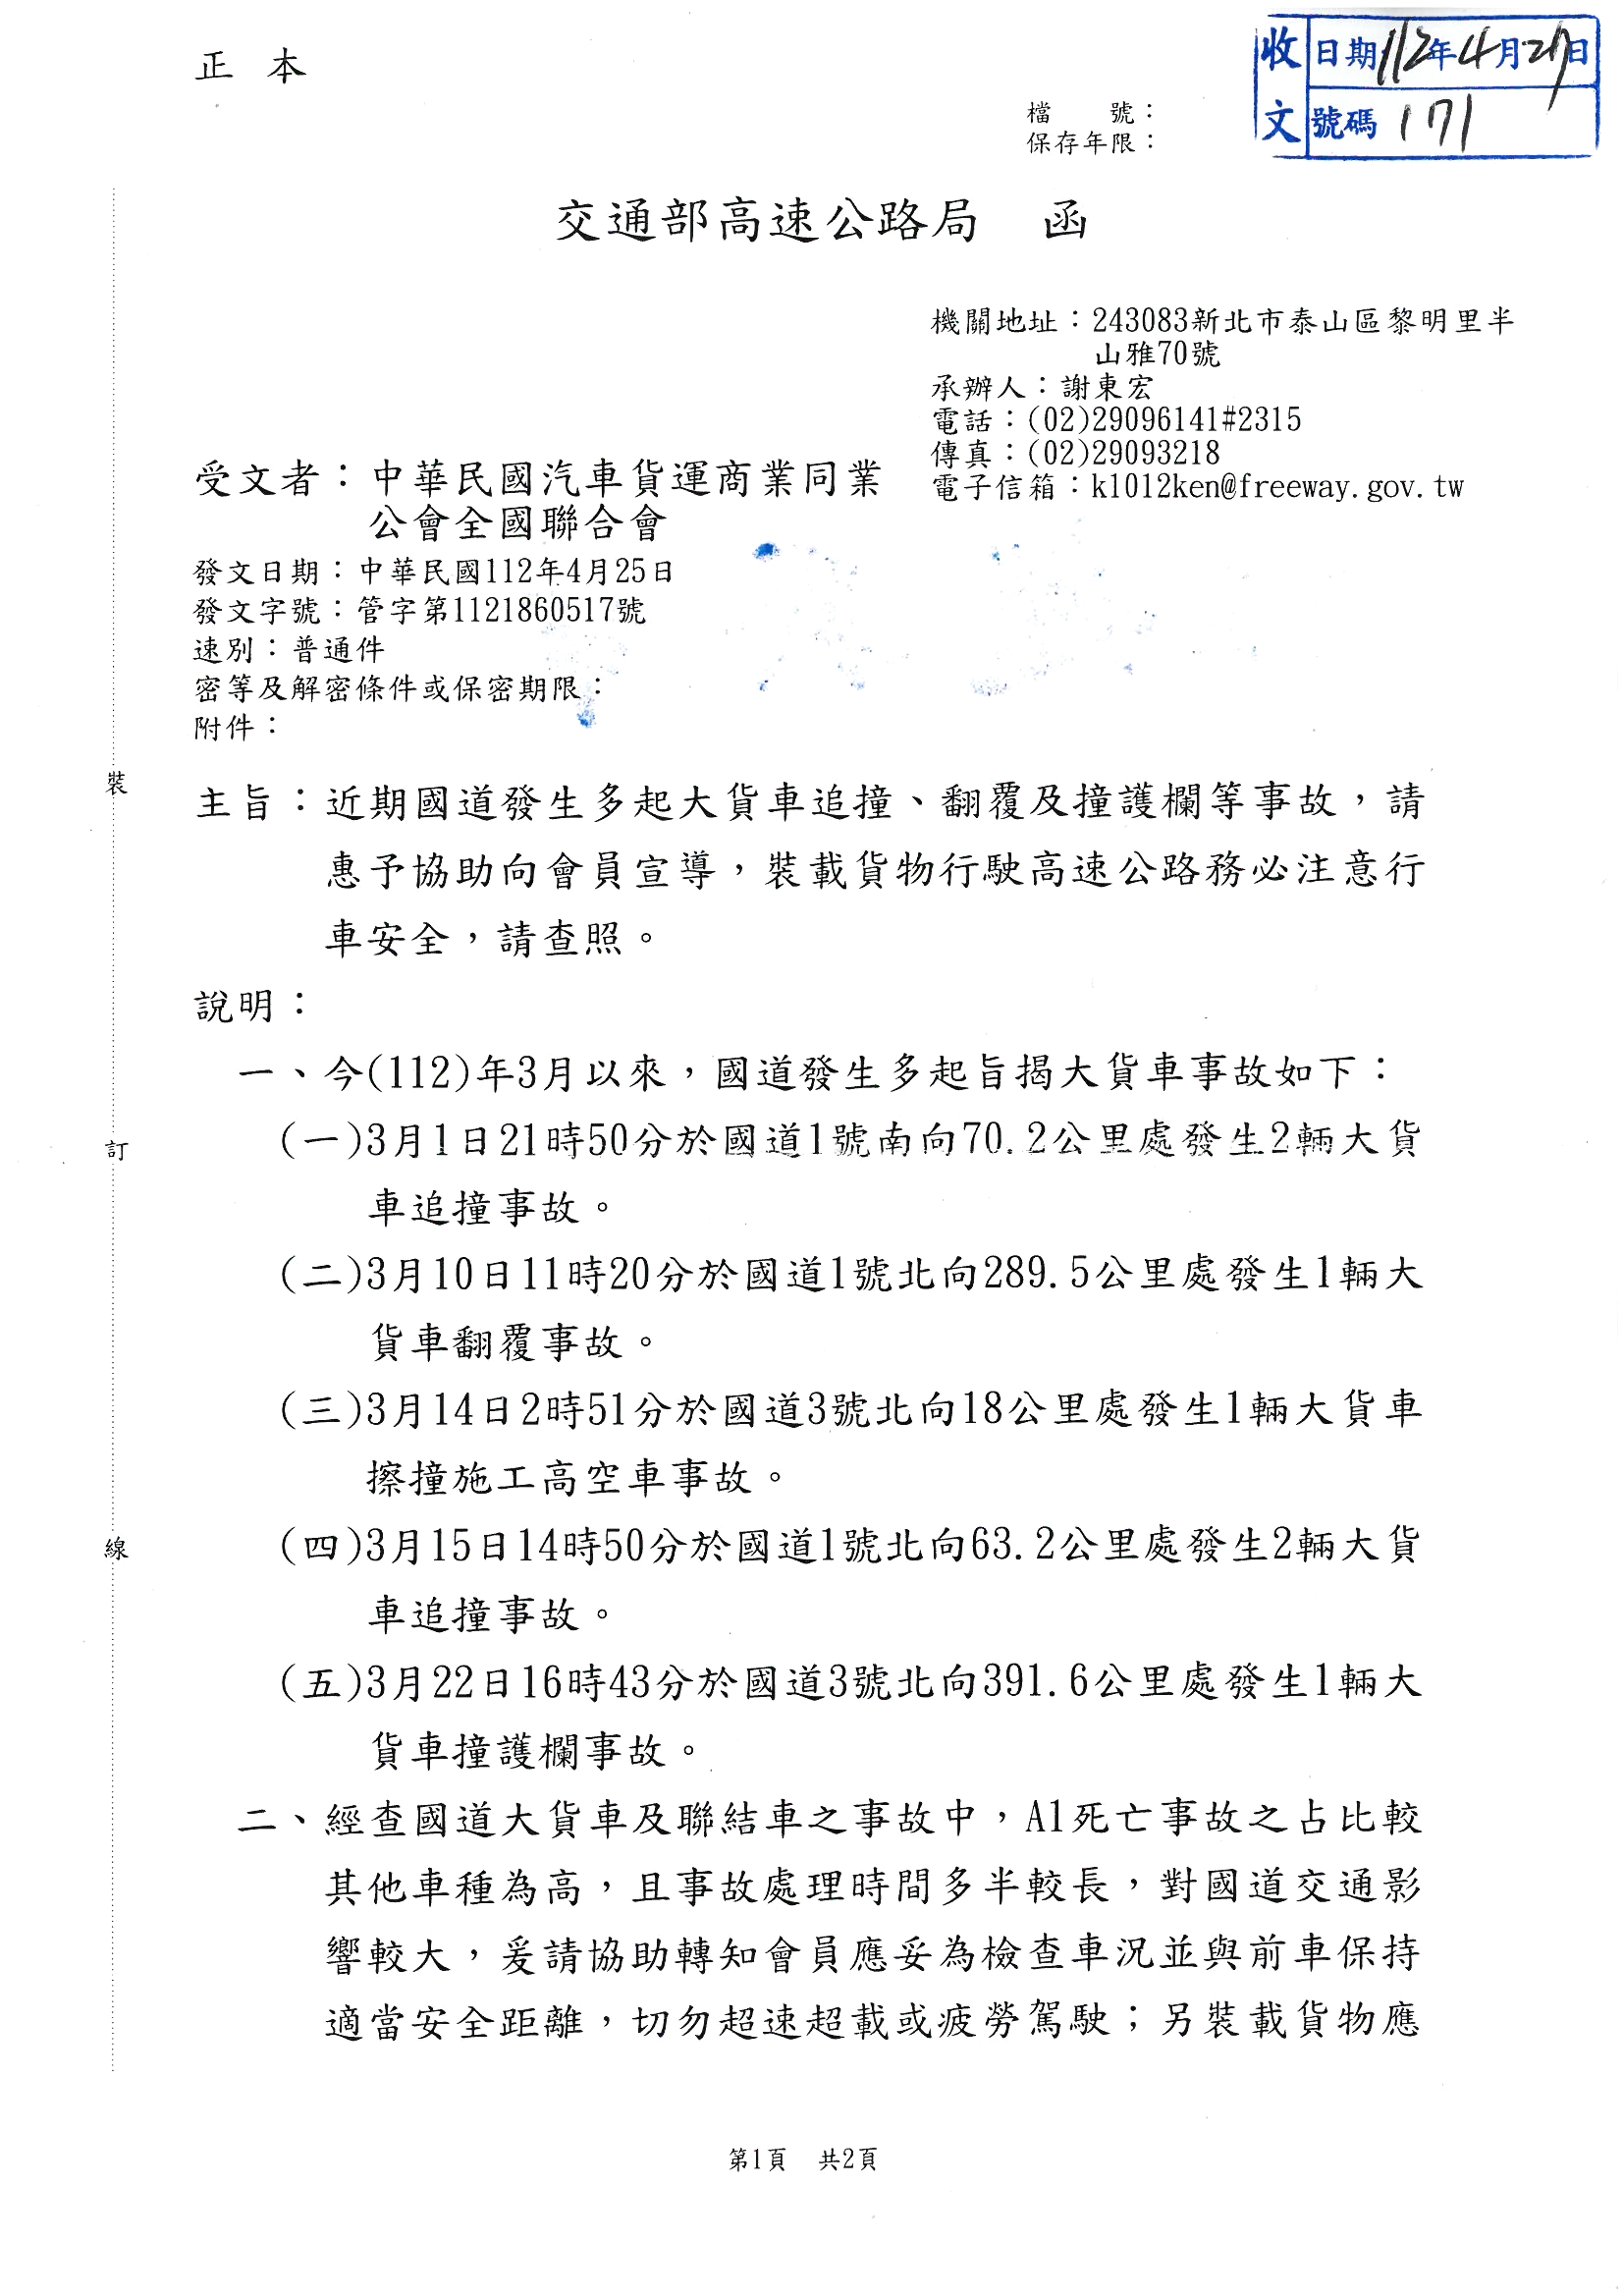 正本
收文
日期112年4月27日
號碼171
檔　　號：
保存年限：
交通部高速公路局　函
機關地址：243083新北市泰山區黎明里半
山雅70號
承辦人：謝東宏
電話：(02)29096141#2315
傳真：(02)29093218
電子信箱：k1012ken@freeway.gov.tw
受文者：中華民國汽車貨運商業同業
公會全國聯合會
發文日期：中華民國112年4月25日
發文字號：管字第1121860517號
速別：普通件
密等及解密條件或保密期限：
附件：
主旨：近期國道發生多起大貨車追撞、翻覆及撞護欄等事故，請
惠予協助向會員宣導，裝載貨物行駛高速公路務必注意行
車安全，請查照。
說明：
一、今(112)年3月以來，國道發生多起旨揭大貨車事故如下：
(一)3月1日21時50分於國道1號南向70.2公里處發生2輛大貨
車追撞事故。
(二)3月10日11時20分於國道1號北向289.5公里處發生1輛大
貨車翻覆事故。
(三)3月14日2時51分於國道3號北向18公里處發生1輛大貨車
擦撞施工高空車事故。
(四)3月15日14時50分於國道1號北向63.2公里處發生2輛大貨
車追撞事故。
(五)3月22日16時43分於國道3號北向391.6公里處發生1輛大
貨車撞護欄事故。
二、經查國道大貨車及聯結車之事故中，A1死亡事故之占比較
其他車種為高，且事故處理時間多半較長，對國道交通影
響較大，爰請協助轉知會員應妥為檢查車況並與前車保持
適當安全距離，切勿超速超載或疲勞駕駛；另裝載貨物應
裝
訂
線
第1頁　共2頁